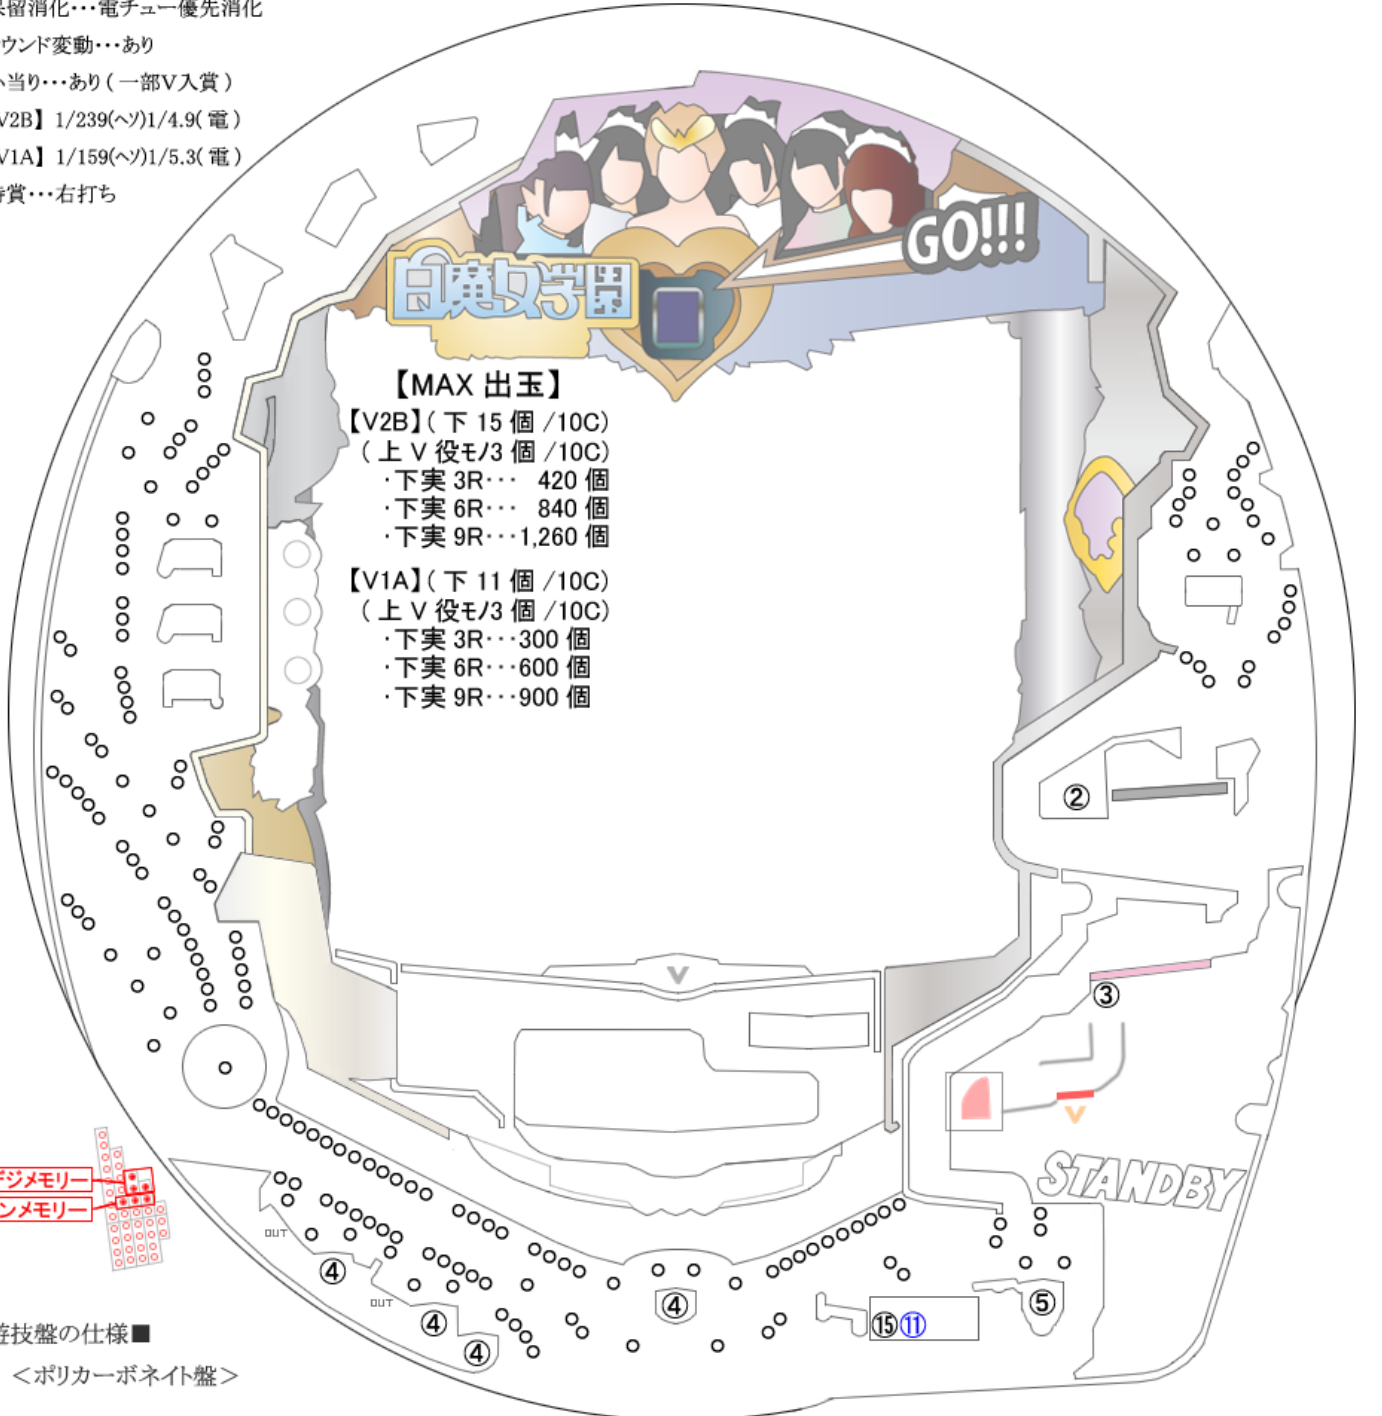 保留消化･･･電チュー優先消化
ウンド変動･･･あり
小当り･･･あり(一部V入賞)
V2B】 1/239(ヘソ)1/4.9(電)
V1A】 1/159(ヘソ)1/5.3(電)
特賞･･･右打ち
GO!!!
白魔女学園
【MAX 出玉】
【V2B】(下 15 個 /10C)
(上 V 役モノ3 個 /10C)
･下実 3R･･･ 420 個
･下実 6R･･･ 840 個
･下実 9R･･･1,260 個
【V1A】(下 11 個 /10C)
(上 V 役モノ3 個 /10C)
･下実 3R･･･300 個
･下実 6R･･･600 個
･下実 9R･･･900 個
②
V
③
V
STANDBY
デジメモリー
ンメモリー
OUT
④
OUT
④
④
④
⑮⑪
⑤
遊技盤の仕様■
＜ポリカーボネイト盤＞